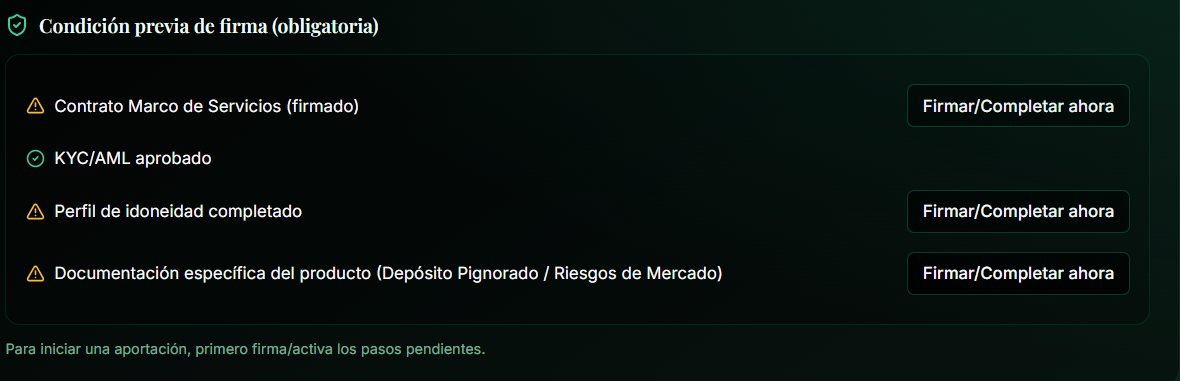 Condición previa de firma (obligatoria)
Contrato Marco de Servicios (firmado)
Firmar/Completar ahora
KYC/AML aprobado
Perfil de idoneidad completado
Firmar/Completar ahora
Documentación específica del producto (Depósito Pignorado / Riesgos de Mercado)
Firmar/Completar ahora
Para iniciar una aportación, primero firma/activa los pasos pendientes.